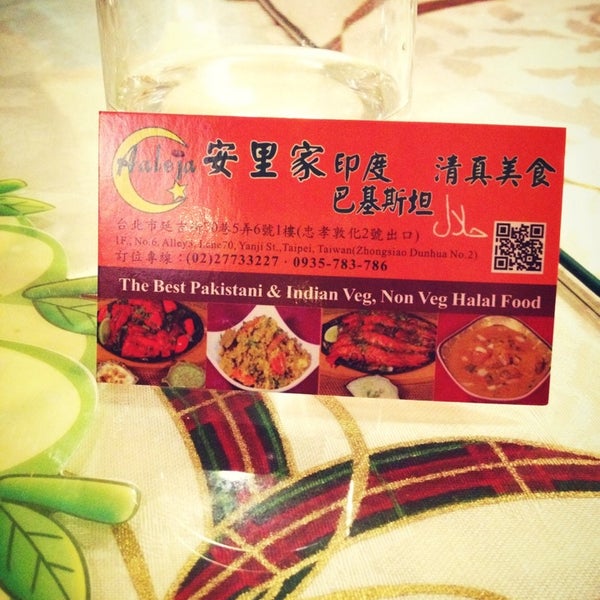 Haleja 安里家 印度 清真美食
巴基斯坦 حلال
台北市延吉街70巷5弄6號1樓(忠孝敦化2號出口)
1F, No.6, Alley5, Lane70, Yanji St.,Taipei, Taiwan(Zhongsiao Dunhua No.2)
訂位專線：(02)27733227 · 0935-783-786
The Best Pakistani & Indian Veg, Non Veg Halal Food